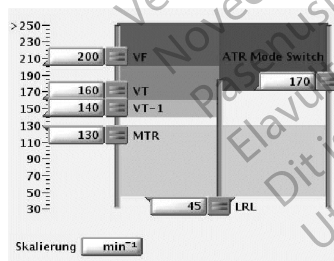 >250-
230-
210- 200 VF ATR Mode Switch
190-
170- 160 VT 170
150- 140 VT-1
130- 130 MTR
110-
90-
70-
50-
30- 45 LRL
Skalierung min⁻¹
Pasenus